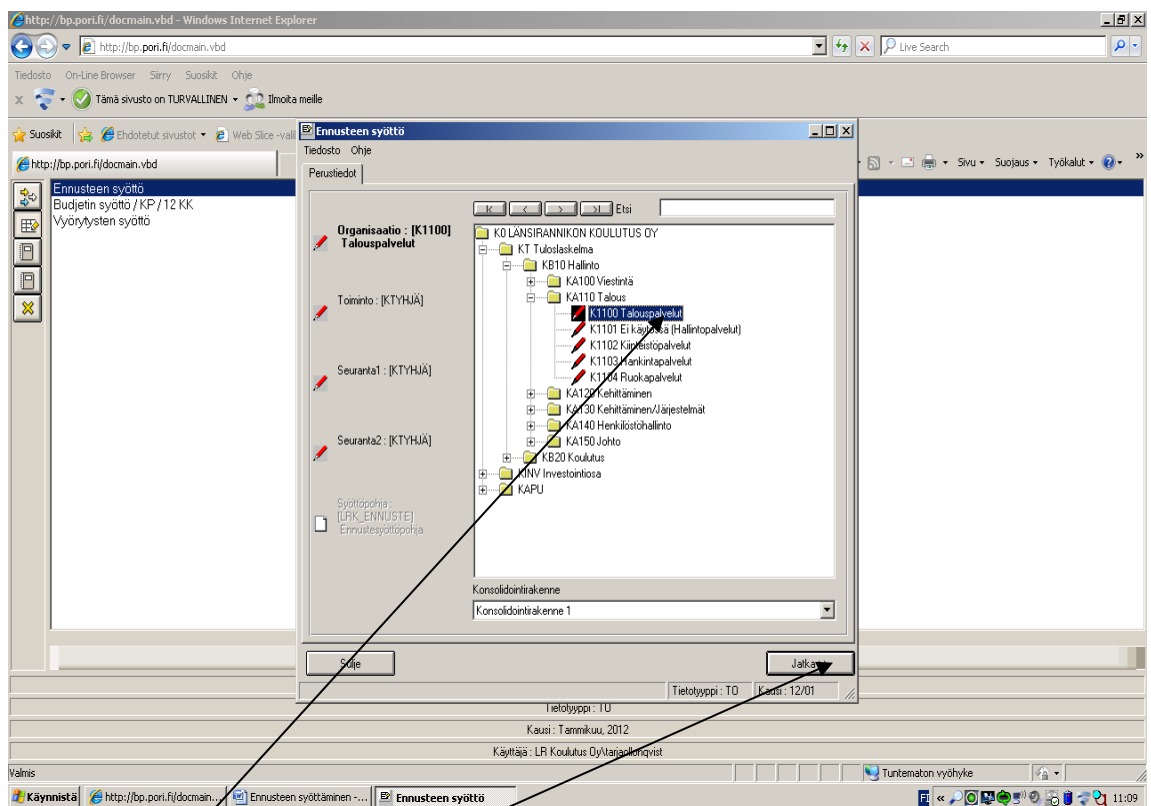 http://bp.pori.fi/docmain.vbd - Windows Internet Explorer
http://bp.pori.fi/docmain.vbd
Live Search
Tiedosto On-Line Browser Siirry Suosikit Ohje
x Tämä sivusto on TURVALLINEN Ilmoita meille
Suosikit Ehdotetut sivustot Web Slice -vali
http://bp.pori.fi/docmain.vbd
Sivu Suojaus Työkalut »
Ennusteen syöttö
Budjetin syöttö / KP / 12 KK
Vyörytysten syöttö
Ennusteen syöttö
Tiedosto Ohje
Perustiedot
K < > >| Etsi
Organisaatio : [K1100]
Talouspalvelut
Toiminto : [KTYHJÄ]
Seuranta1 : [KTYHJÄ]
Seuranta2 : [KTYHJÄ]
Syöttöpohja :
[LRK_ENNUSTE]
Ennustesyöttöpohja
K0 LÄNSIRANNIKON KOULUTUS OY
KT Tuloslaskelma
KB10 Hallinto
KA100 Viestintä
KA110 Talous
K1100 Talouspalvelut
K1101 Ei käytössä (Hallintopalvelut)
K1102 Kiinteistöpalvelut
K1103 Hankintapalvelut
K1104 Ruokapalvelut
KA120 Kehittäminen
KA130 Kehittäminen/Järjestelmät
KA140 Henkilöstöhallinto
KA150 Johto
KB20 Koulutus
KINV Investointiosa
KAPU
Konsolidointirakenne
Konsolidointirakenne 1
Sulje
Jatka
Tietotyyppi : TO Kausi : 12/01
Tietotyyppi : TO
Kausi : Tammikuu, 2012
Käyttäjä : LR Koulutus Oy\tarjaollonqvist
Valmis
Tuntematon vyöhyke
Käynnistä http://bp.pori.fi/docmain... Ennusteen syöttäminen -... Ennusteen syöttö
FI « 11:09